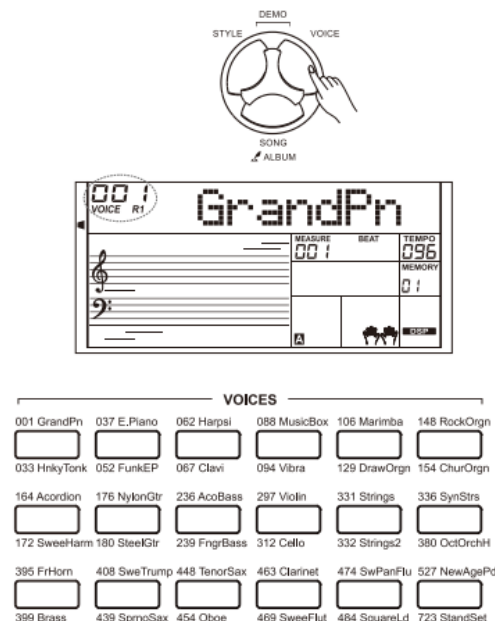 DEMO
STYLE VOICE
SONG
ALBUM
001 GrandPn
VOICE R1
MEASURE BEAT TEMPO
001 096
MEMORY
01
A DSP
VOICES
001 GrandPn 037 E.Piano 062 Harpsi 088 MusicBox 106 Marimba 148 RockOrgn
033 HnkyTonk 052 FunkEP 067 Clavi 094 Vibra 129 DrawOrgn 154 ChurOrgn
164 Acordion 176 NylonGtr 236 AcoBass 297 Violin 331 Strings 336 SynStrs
172 SweeHarm 180 SteelGtr 239 FngrBass 312 Cello 332 Strings2 380 OctOrchH
395 FrHorn 408 SweTrump 448 TenorSax 463 Clarinet 474 SwPanFlu 527 NewAgePd
399 Brass 439 SprnoSax 454 Oboe 469 SweeFlut 484 SquareLd 723 StandSet